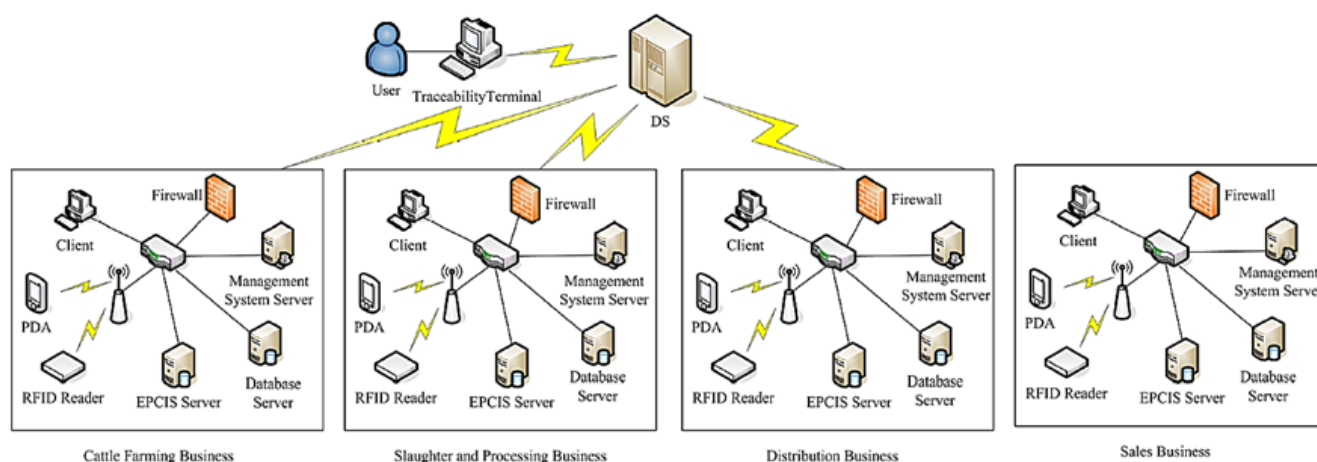 User
TraceabilityTerminal
DS
Firewall
Client
Management
System Server
PDA
RFID Reader
EPCIS Server
Database
Server
Cattle Farming Business
Firewall
Client
Management
System Server
PDA
RFID Reader
EPCIS Server
Database
Server
Slaughter and Processing Business
Firewall
Client
Management
System Server
PDA
RFID Reader
EPCIS Server
Database
Server
Distribution Business
Firewall
Client
Management
System Server
PDA
RFID Reader
EPCIS Server
Database
Server
Sales Business